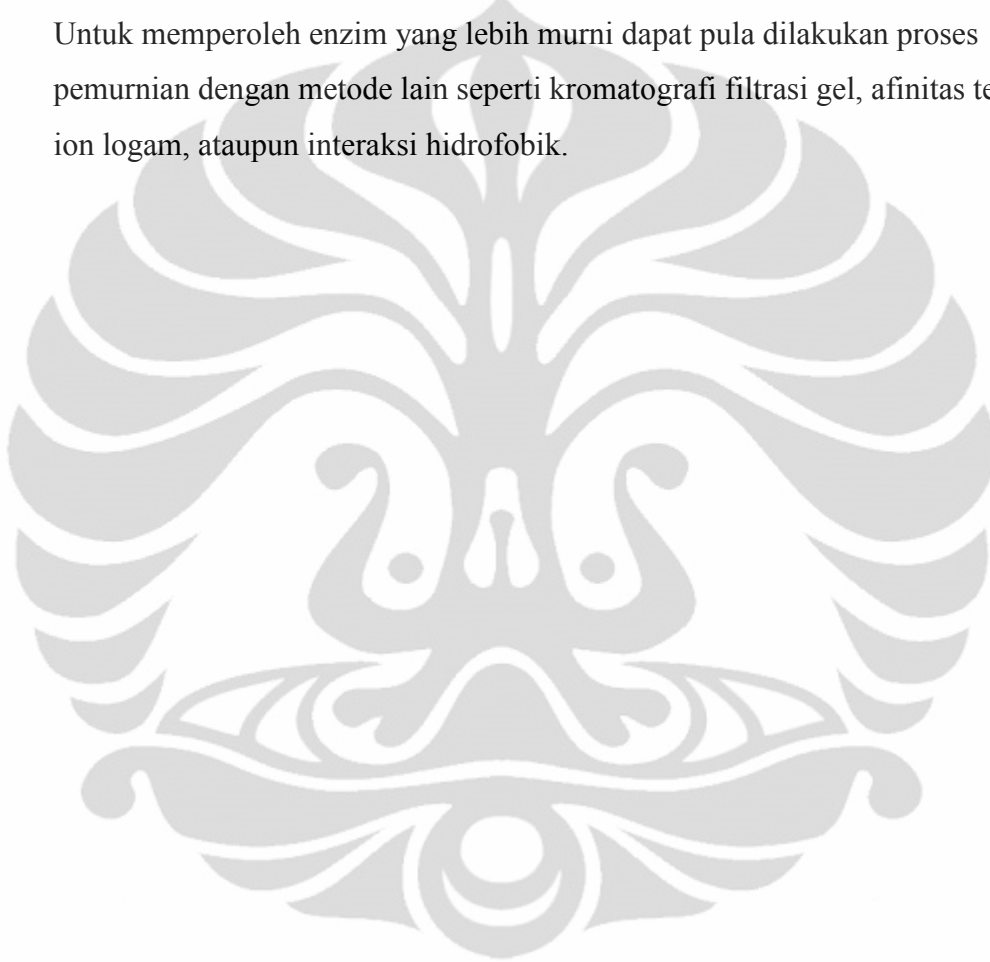 Untuk memperoleh enzim yang lebih murni dapat pula dilakukan proses
pemurnian dengan metode lain seperti kromatografi filtrasi gel, afinitas
ion logam, ataupun interaksi hidrofobik.